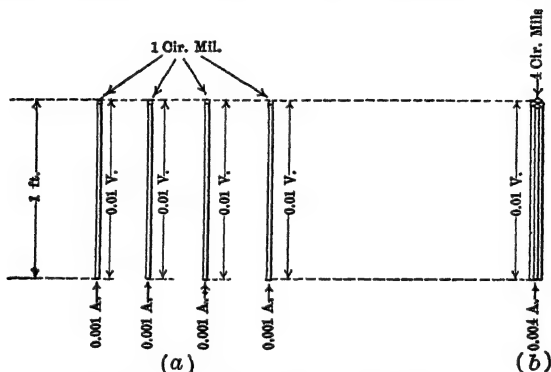 1 Cir. Mil.
4 Cir. Mils
1 ft.
0.01 V.
0.01 V.
0.01 V.
0.01 V.
0.01 V.
0.001 A.
0.001 A.
0.001 A.
0.001 A.
0.004 A.
(a)
(b)